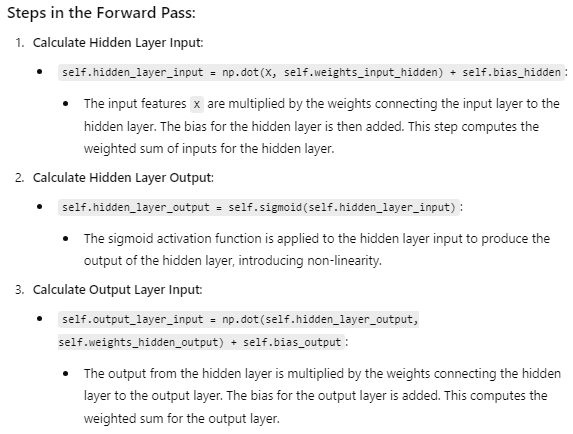 Steps in the Forward Pass:
1. Calculate Hidden Layer Input:
• self.hidden_layer_input = np.dot(X, self.weights_input_hidden) + self.bias_hidden:
• The input features X are multiplied by the weights connecting the input layer to the
hidden layer. The bias for the hidden layer is then added. This step computes the
weighted sum of inputs for the hidden layer.
2. Calculate Hidden Layer Output:
• self.hidden_layer_output = self.sigmoid(self.hidden_layer_input):
• The sigmoid activation function is applied to the hidden layer input to produce the
output of the hidden layer, introducing non-linearity.
3. Calculate Output Layer Input:
• self.output_layer_input = np.dot(self.hidden_layer_output,
self.weights_hidden_output) + self.bias_output:
• The output from the hidden layer is multiplied by the weights connecting the hidden
layer to the output layer. The bias for the output layer is added. This computes the
weighted sum for the output layer.